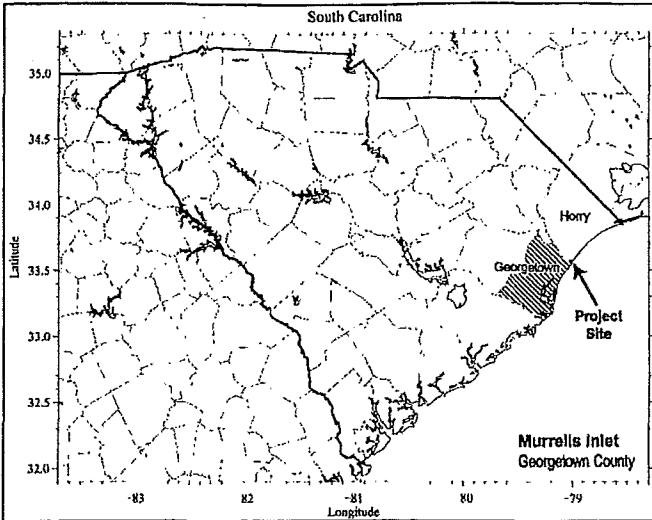 South Carolina
35.0
34.5
34.0
33.5
33.0
32.5
32.0
Latitude
Horry
Georgetown
Project
Site
Murrells Inlet
Georgetown County
-83
82
-81
80
-79
Longitude